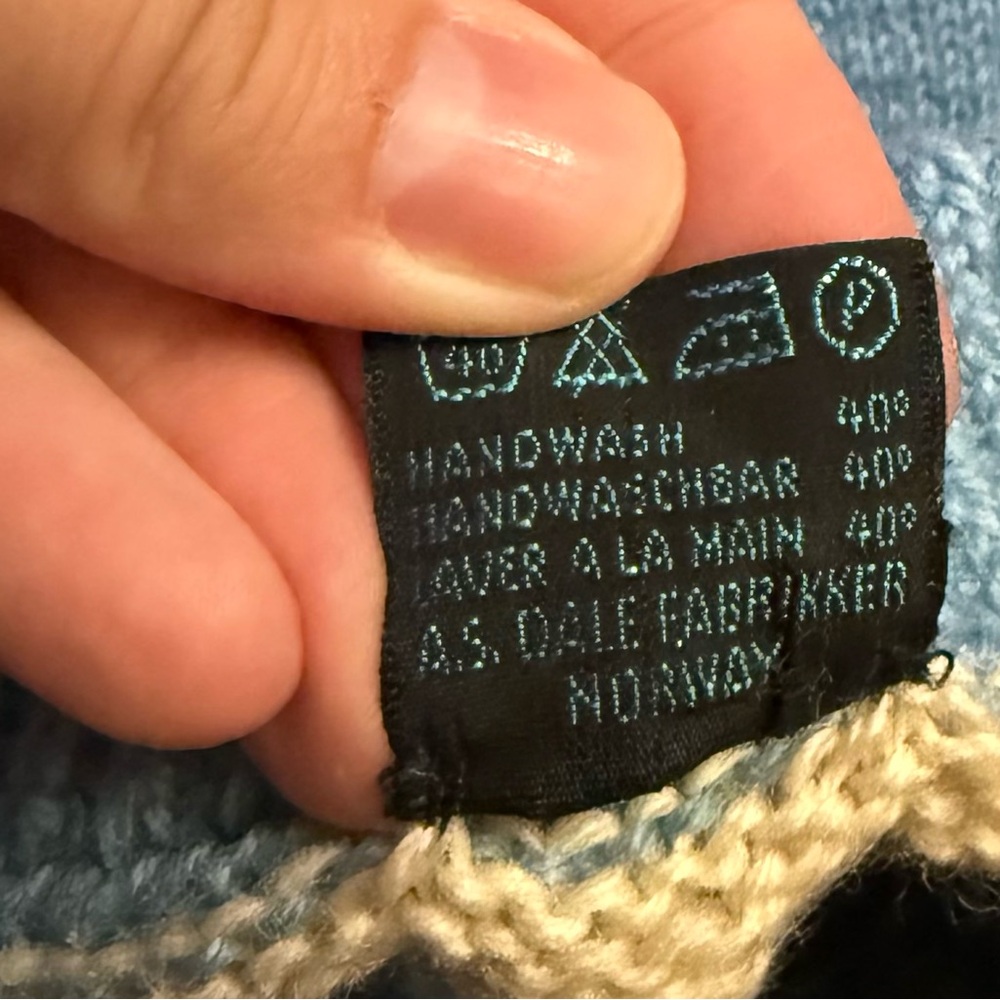 40 P
HANDWASH 40°
HANDWASCHBAR 40°
LAVER A LA MAIN 40°
A.S. DALE FABRIKKER
NORWAY